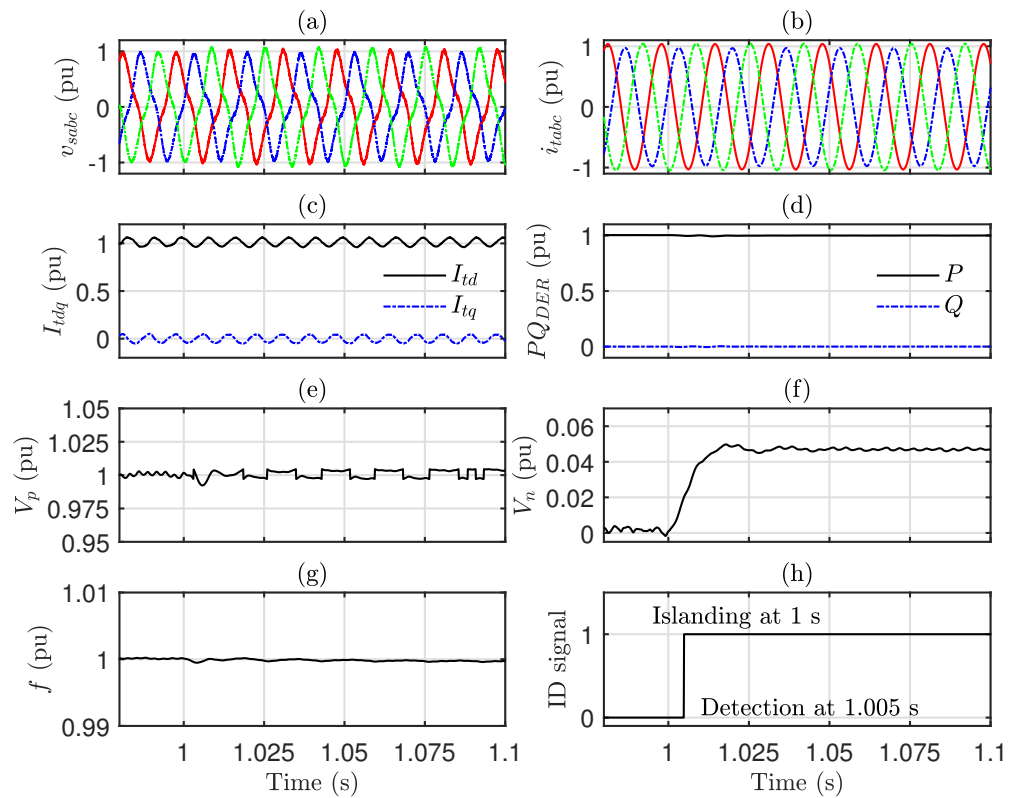 (a)
1
0
-1
v_sabc (pu)
(b)
1
0
-1
i_tabc (pu)
(c)
1
0.5
0
I_tdq (pu)
I_td
I_tq
(d)
1
0.5
0
PQ_DER (pu)
P
Q
(e)
1.05
1.025
1
0.975
0.95
V_p (pu)
(f)
0.06
0.04
0.02
0
V_n (pu)
(g)
1.01
1
0.99
f (pu)
1 1.025 1.05 1.075 1.1
Time (s)
(h)
1
0
ID signal
Islanding at 1 s
Detection at 1.005 s
1 1.025 1.05 1.075 1.1
Time (s)